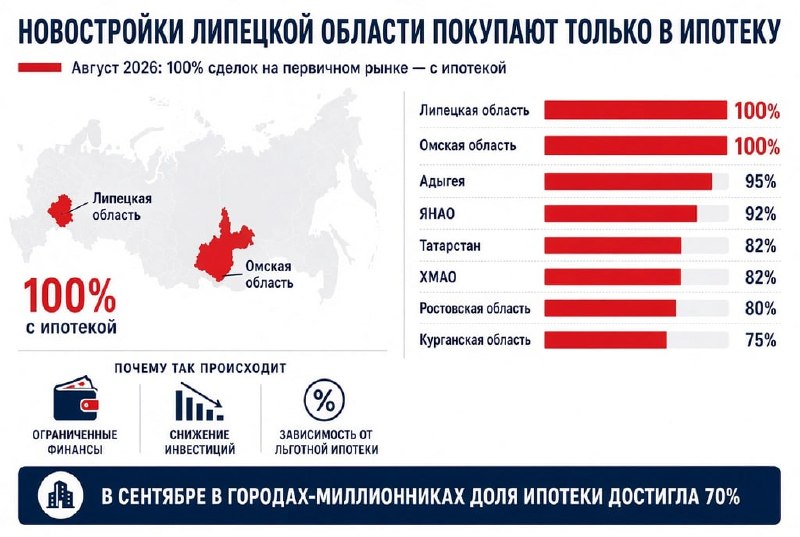 НОВОСТРОЙКИ ЛИПЕЦКОЙ ОБЛАСТИ ПОКУПАЮТ ТОЛЬКО В ИПОТЕКУ
Август 2026: 100% сделок на первичном рынке — с ипотекой
Липецкая
область
Омская
область
100%
с ипотекой
Липецкая область 100%
Омская область 100%
Адыгея 95%
ЯНАО 92%
Татарстан 82%
ХМАО 82%
Ростовская область 80%
Курганская область 75%
ПОЧЕМУ ТАК ПРОИСХОДИТ
ОГРАНИЧЕННЫЕ
ФИНАНСЫ
СНИЖЕНИЕ
ИНВЕСТИЦИЙ
%
ЗАВИСИМОСТЬ ОТ
ЛЬГОТНОЙ ИПОТЕКИ
В СЕНТЯБРЕ В ГОРОДАХ-МИЛЛИОННИКАХ ДОЛЯ ИПОТЕКИ ДОСТИГЛА 70%